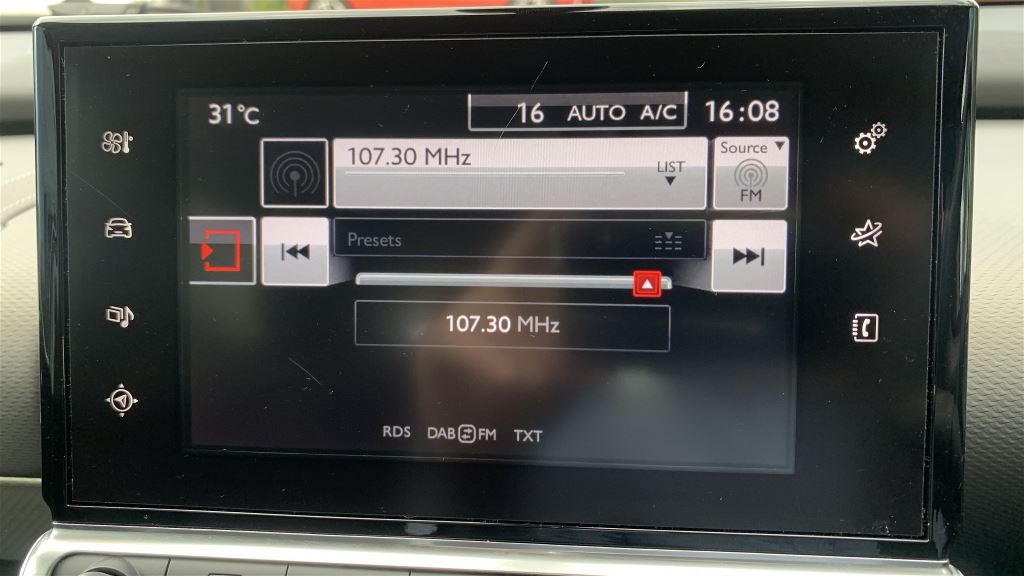 31°C
16 AUTO A/C
16:08
107.30 MHz
LIST
Source
FM
Presets
107.30 MHz
RDS DAB FM TXT